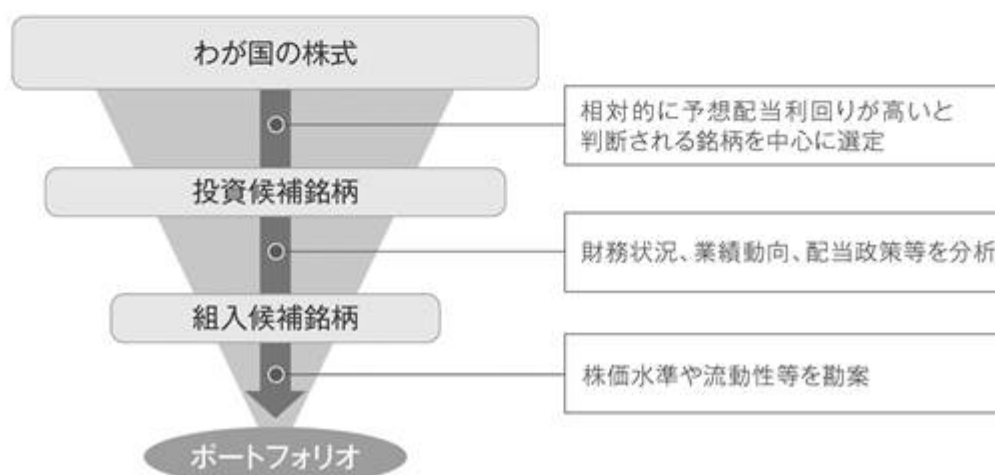 わが国の株式
相対的に予想配当利回りが高いと
判断される銘柄を中心に選定
投資候補銘柄
財務状況、業績動向、配当政策等を分析
組入候補銘柄
株価水準や流動性等を勘案
ポートフォリオ